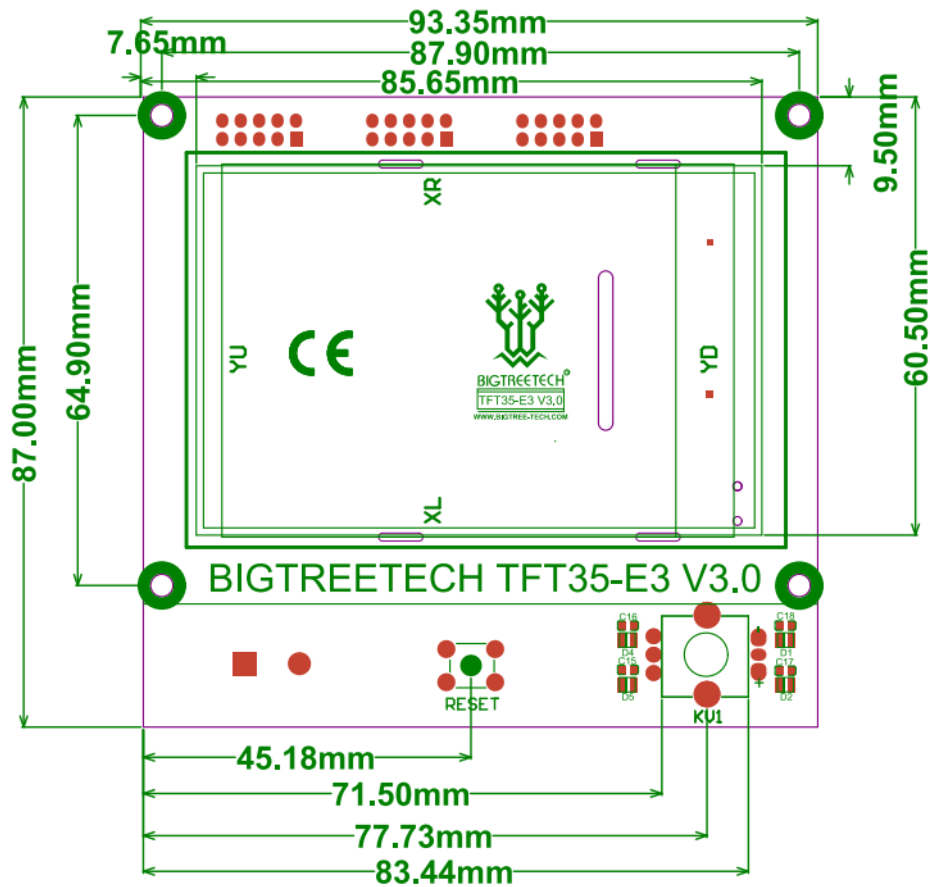 93.35mm
7.65mm
87.90mm
85.65mm
9.50mm
XR
64.90mm
87.00mm
60.50mm
YU
CE
YD
BIGTREETECH
TFT35-E3 V3.0
WWW.BIGTREE-TECH.COM
XL
BIGTREETECH TFT35-E3 V3.0
C16
C18
D4
D1
C15
C17
D5
D2
+
RESET
KV1
45.18mm
71.50mm
77.73mm
83.44mm